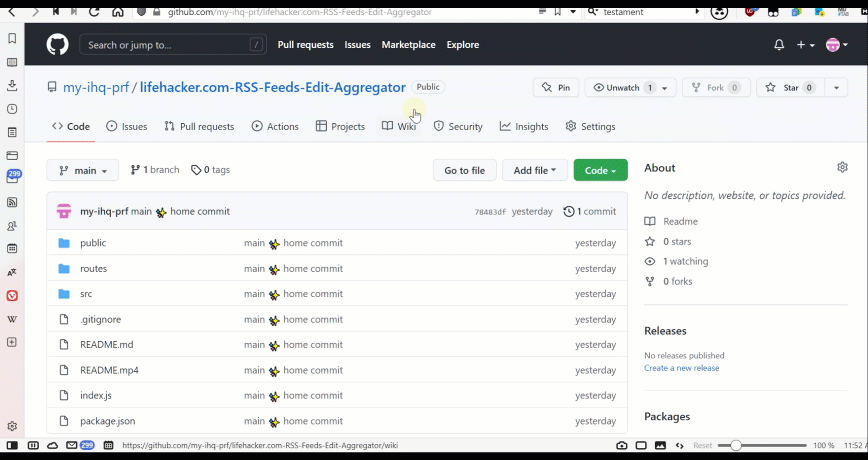 github.com/my-ihq-prf/lifehacker.com-RSS-Feeds-Edit-Aggregator
testament
Search or jump to... /
Pull requests Issues Marketplace Explore
my-ihq-prf / lifehacker.com-RSS-Feeds-Edit-Aggregator Public
Pin Unwatch 1 Fork 0 Star 0
Code Issues Pull requests Actions Projects Wiki Security Insights Settings
main 1 branch 0 tags Go to file Add file Code
my-ihq-prf main home commit 78483df yesterday 1 commit
public main home commit yesterday
routes main home commit yesterday
src main home commit yesterday
.gitignore main home commit yesterday
README.md main home commit yesterday
README.mp4 main home commit yesterday
index.js main home commit yesterday
package.json main home commit yesterday
About
No description, website, or topics provided.
Readme
0 stars
1 watching
0 forks
Releases
No releases published
Create a new release
Packages
299
W
299 https://github.com/my-ihq-prf/lifehacker.com-RSS-Feeds-Edit-Aggregator/wiki Reset 100 % 11:52